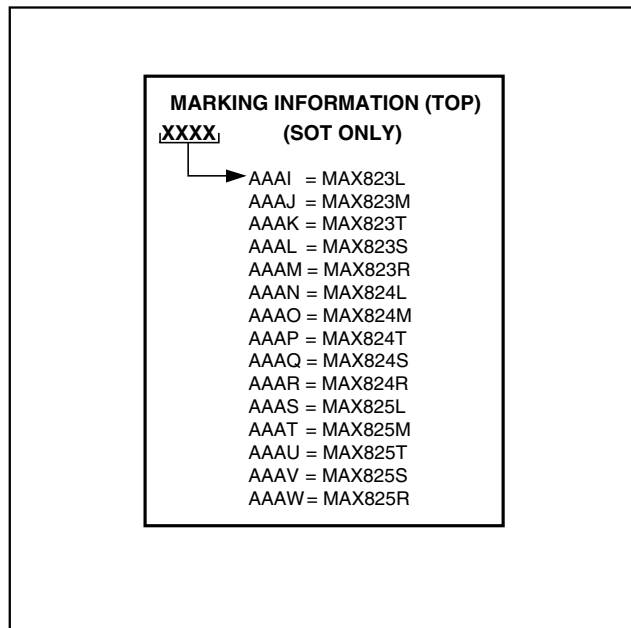 MARKING INFORMATION (TOP)
XXXX (SOT ONLY)
AAAI = MAX823L
AAAJ = MAX823M
AAAK = MAX823T
AAAL = MAX823S
AAAM = MAX823R
AAAN = MAX824L
AAAO = MAX824M
AAAP = MAX824T
AAAQ = MAX824S
AAAR = MAX824R
AAAS = MAX825L
AAAT = MAX825M
AAAU = MAX825T
AAAV = MAX825S
AAAW = MAX825R